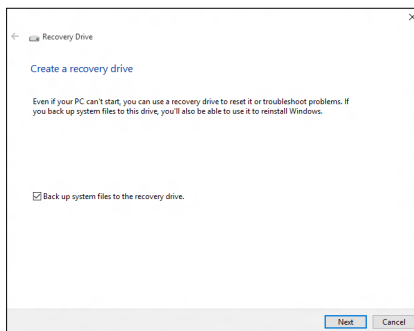 Recovery Drive
Create a recovery drive
Even if your PC can't start, you can use a recovery drive to reset it or troubleshoot problems. If
you back up system files to this drive, you'll also be able to use it to reinstall Windows.
Back up system files to the recovery drive.
Next Cancel